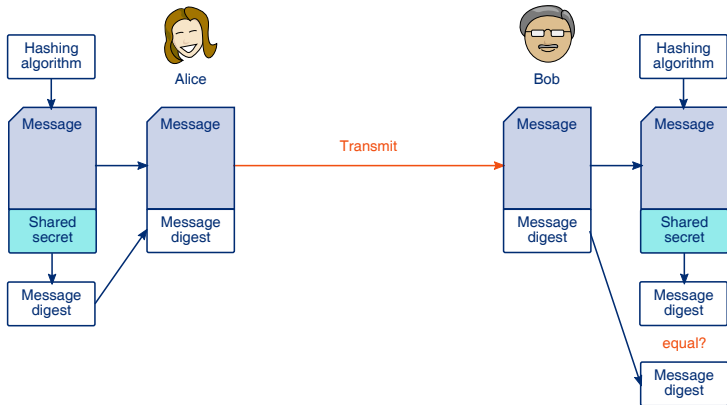 Hashing
algorithm
Message
Shared
secret
Message
digest
Alice
Message
Message
digest
Transmit
Bob
Message
Message
digest
Hashing
algorithm
Message
Shared
secret
Message
digest
equal?
Message
digest